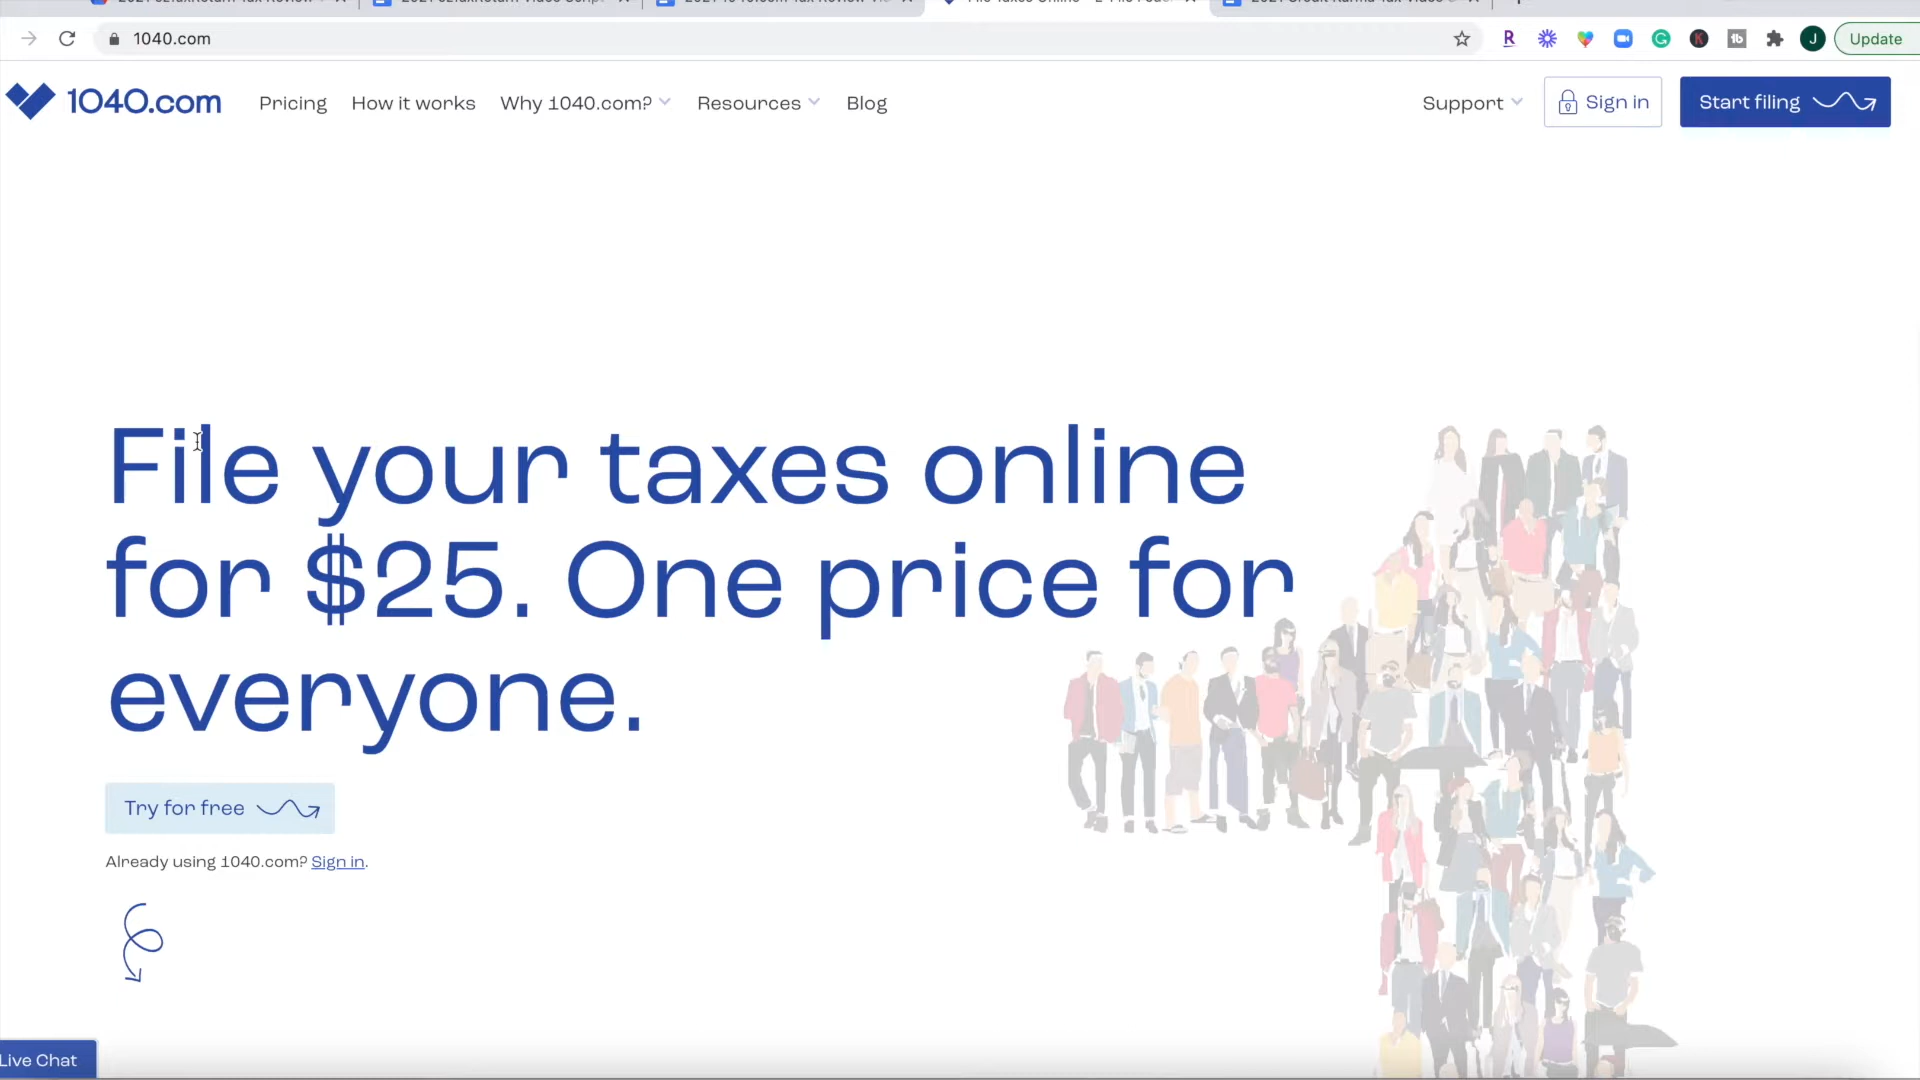 1040.com
Update
1040.com
Pricing
How it works
Why 1040.com?
Resources
Blog
Support
Sign in
Start filing
File your taxes online
for $25. One price for
everyone.
Try for free
Already using 1040.com? Sign in.
Live Chat